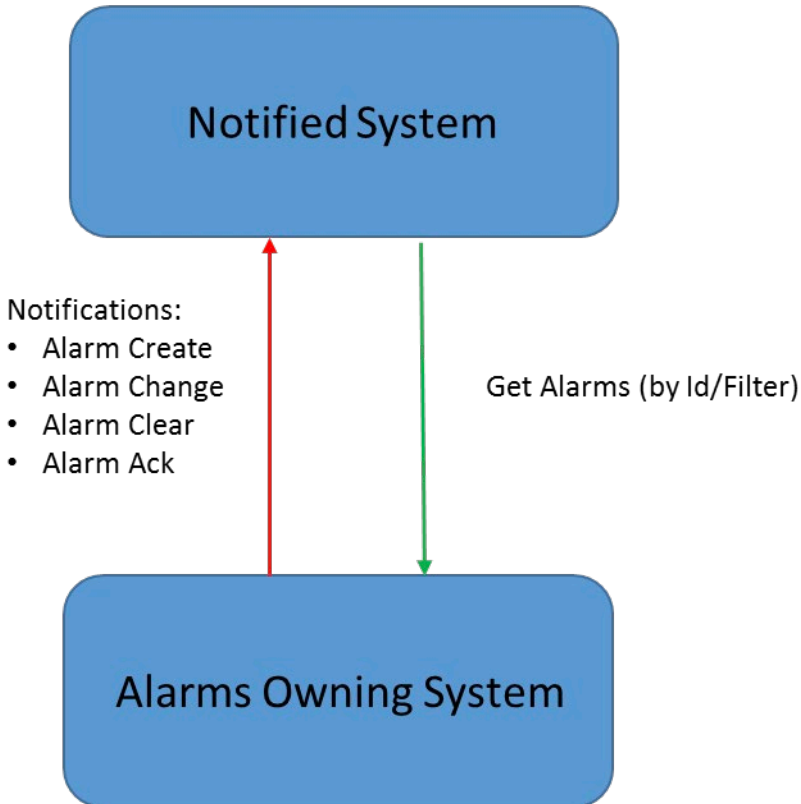 Notified System
Notifications:
• Alarm Create
• Alarm Change
• Alarm Clear
• Alarm Ack
Get Alarms (by Id/Filter)
Alarms Owning System